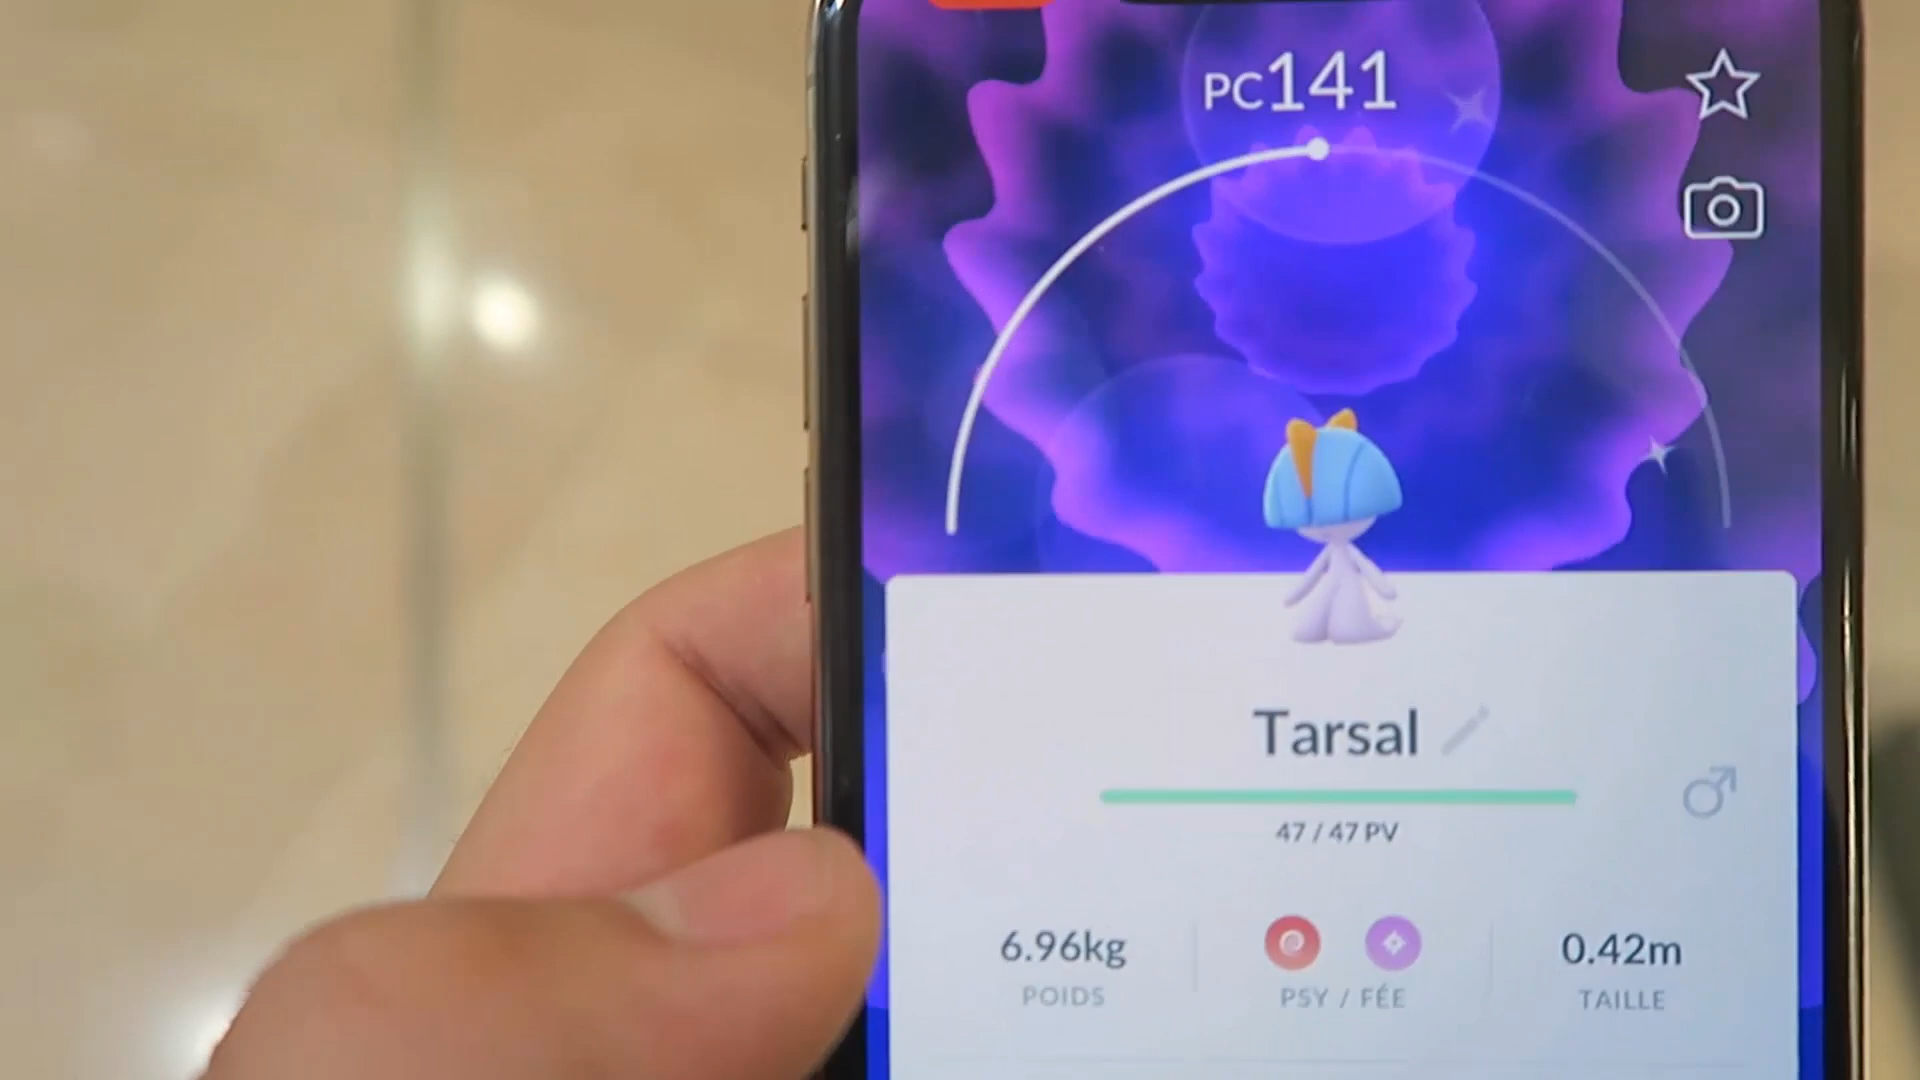 PC141
Tarsal
47 / 47 PV
6.96kg
POIDS
PSY / FÉE
0.42m
TAILLE